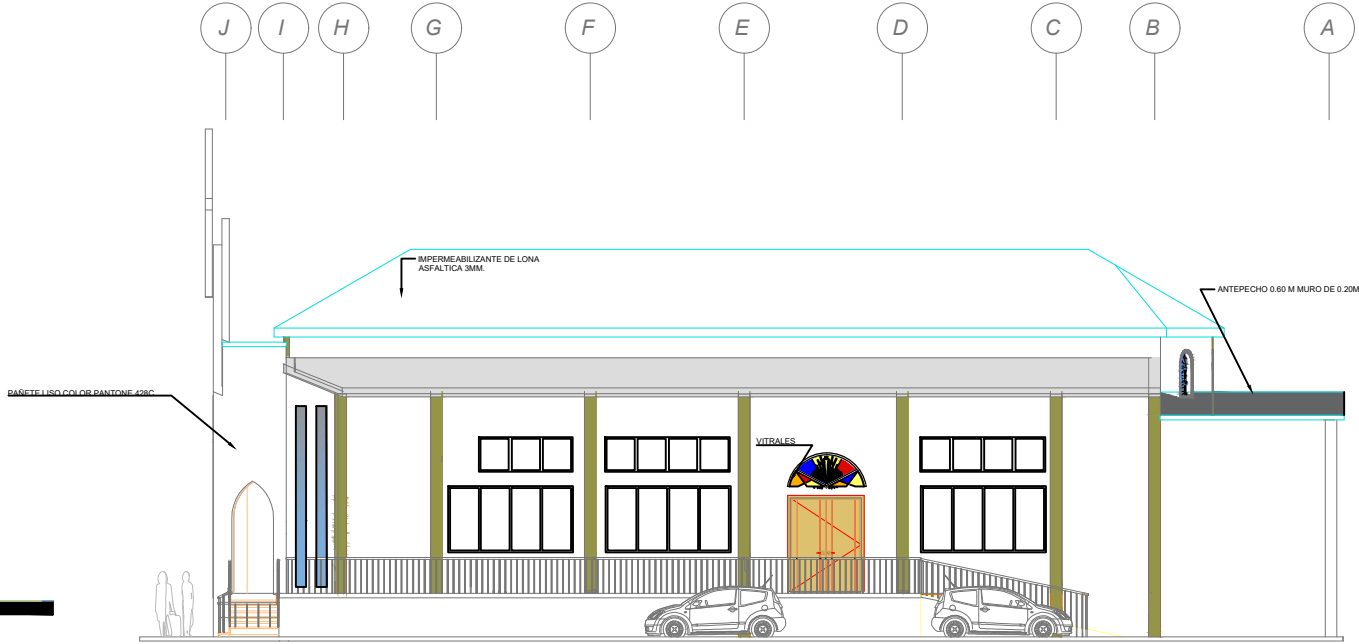 J I H G F E D C B A
IMPERMEABILIZANTE DE LONA
ASFALTICA 3MM.
ANTEPECHO 0.60 M MURO DE 0.20M
PAÑETE LISO COLOR PANTONE 428C
VITRALES